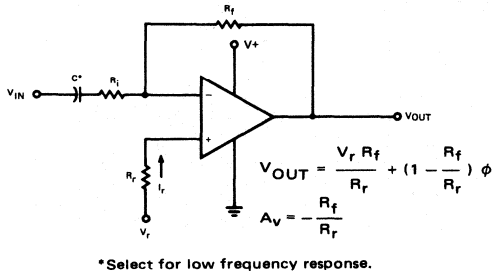 Rf
V+
C*
Ri
VIN
−
VOUT
+
Rr
Ir
Vr
VOUT = Vr Rf / Rr + (1 − Rf / Rr) ϕ
Av = − Rf / Rr
*Select for low frequency response.